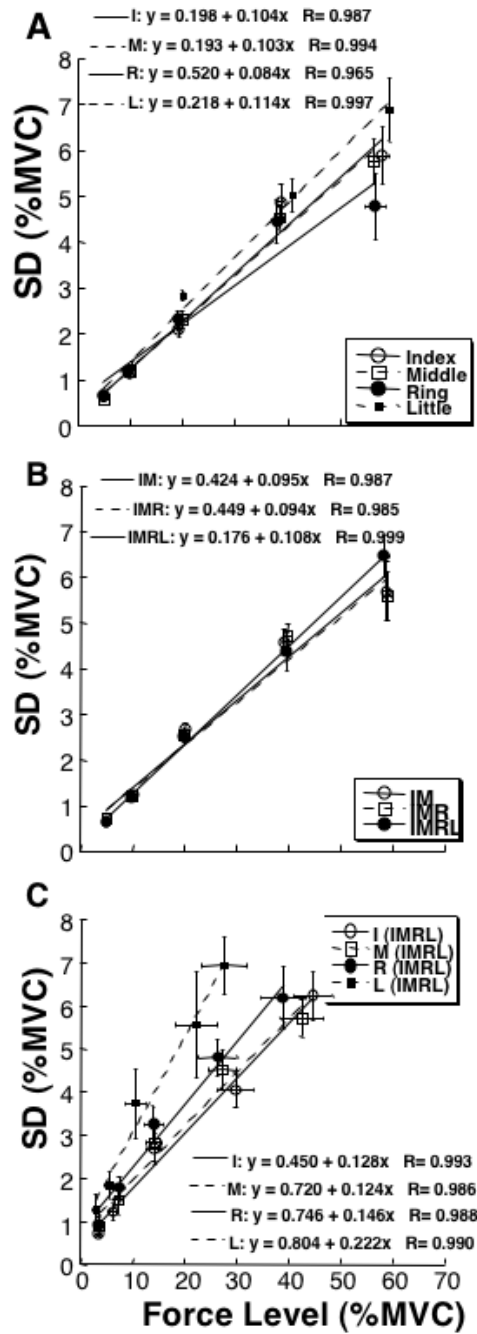 A
I: y = 0.198 + 0.104x R= 0.987
M: y = 0.193 + 0.103x R= 0.994
R: y = 0.520 + 0.084x R= 0.965
L: y = 0.218 + 0.114x R= 0.997
8
7
6
5
4
3
2
1
0
SD (%MVC)
Index
Middle
Ring
Little
B
IM: y = 0.424 + 0.095x R= 0.987
IMR: y = 0.449 + 0.094x R= 0.985
IMRL: y = 0.176 + 0.108x R= 0.999
8
7
6
5
4
3
2
1
0
SD (%MVC)
IM
IMR
IMRL
C
8
7
6
5
4
3
2
1
0
SD (%MVC)
I (IMRL)
M (IMRL)
R (IMRL)
L (IMRL)
I: y = 0.450 + 0.128x R= 0.993
M: y = 0.720 + 0.124x R= 0.986
R: y = 0.746 + 0.146x R= 0.988
L: y = 0.804 + 0.222x R= 0.990
0 10 20 30 40 50 60 70
Force Level (%MVC)